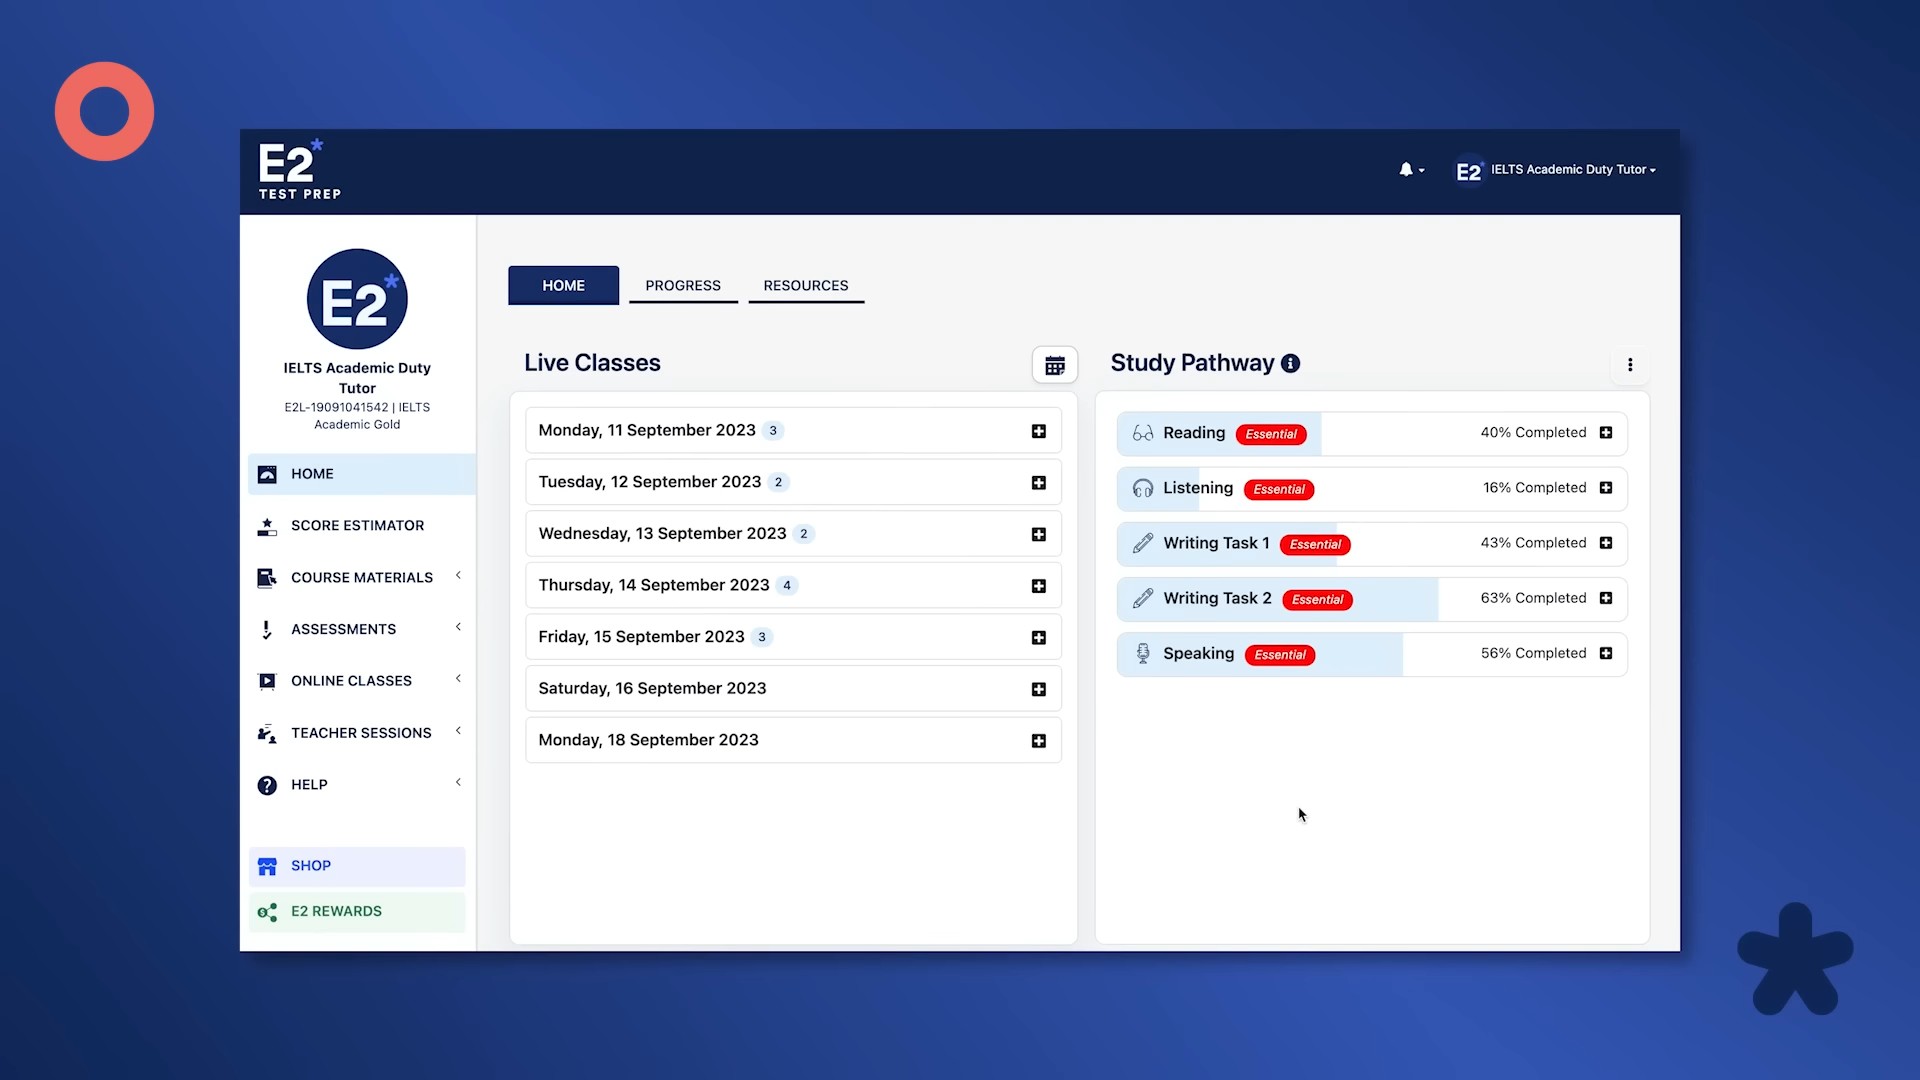 E2*
TEST PREP
E2* IELTS Academic Duty Tutor
E2*
IELTS Academic Duty
Tutor
E2L-19091041542 | IELTS
Academic Gold
HOME
SCORE ESTIMATOR
COURSE MATERIALS
ASSESSMENTS
ONLINE CLASSES
TEACHER SESSIONS
HELP
SHOP
E2 REWARDS
HOME PROGRESS RESOURCES
Live Classes
Monday, 11 September 2023 3
Tuesday, 12 September 2023 2
Wednesday, 13 September 2023 2
Thursday, 14 September 2023 4
Friday, 15 September 2023 3
Saturday, 16 September 2023
Monday, 18 September 2023
Study Pathway
Reading Essential 40% Completed
Listening Essential 16% Completed
Writing Task 1 Essential 43% Completed
Writing Task 2 Essential 63% Completed
Speaking Essential 56% Completed